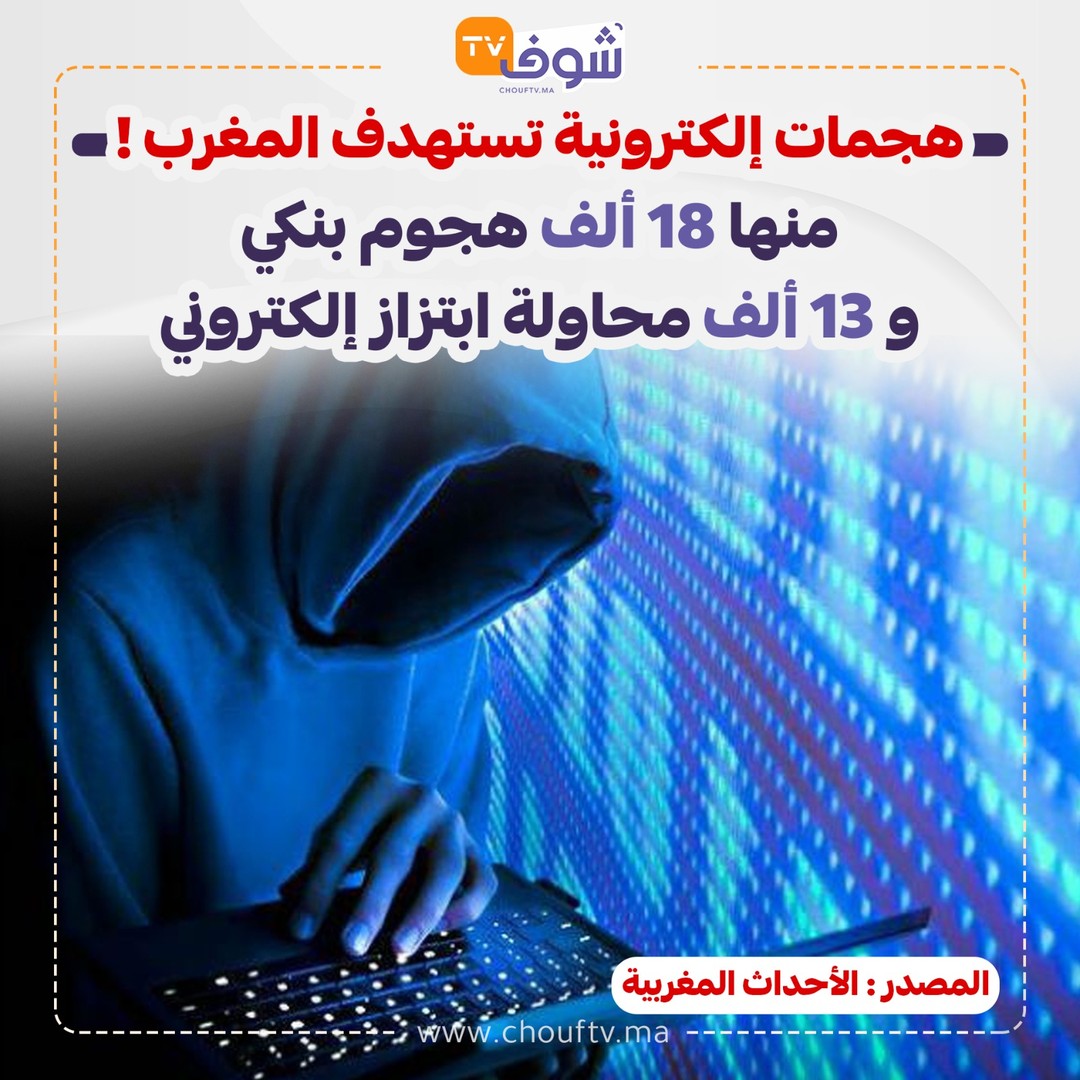 شوف TV
CHOUFTV.MA
هجمات إلكترونية تستهدف المغرب !
منها 18 ألف هجوم بنكي
و 13 ألف محاولة ابتزاز إلكتروني
المصدر : الأحداث المغربية
www.chouftv.ma